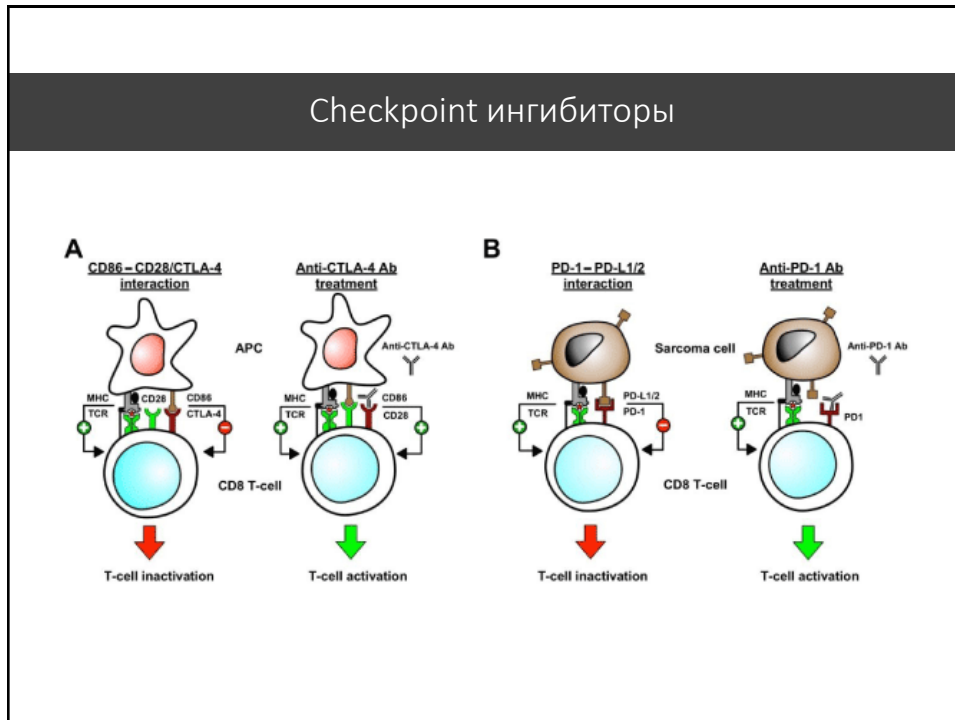 Checkpoint ингибиторы
A
CD86 – CD28/CTLA-4
interaction
Anti-CTLA-4 Ab
treatment
APC
Anti-CTLA-4 Ab
MHC
TCR
CD28
CD86
CTLA-4
+
–
MHC
TCR
CD86
CD28
+
+
CD8 T-cell
T-cell inactivation
T-cell activation
B
PD-1 – PD-L1/2
interaction
Anti-PD-1 Ab
treatment
Sarcoma cell
Anti-PD-1 Ab
MHC
TCR
PD-L1/2
PD-1
+
–
MHC
TCR
PD1
+
CD8 T-cell
T-cell inactivation
T-cell activation